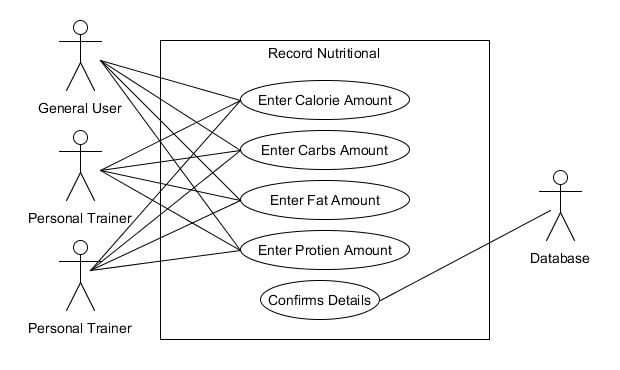 Record Nutritional
General User
Enter Calorie Amount
Enter Carbs Amount
Personal Trainer
Enter Fat Amount
Enter Protien Amount
Database
Confirms Details
Personal Trainer